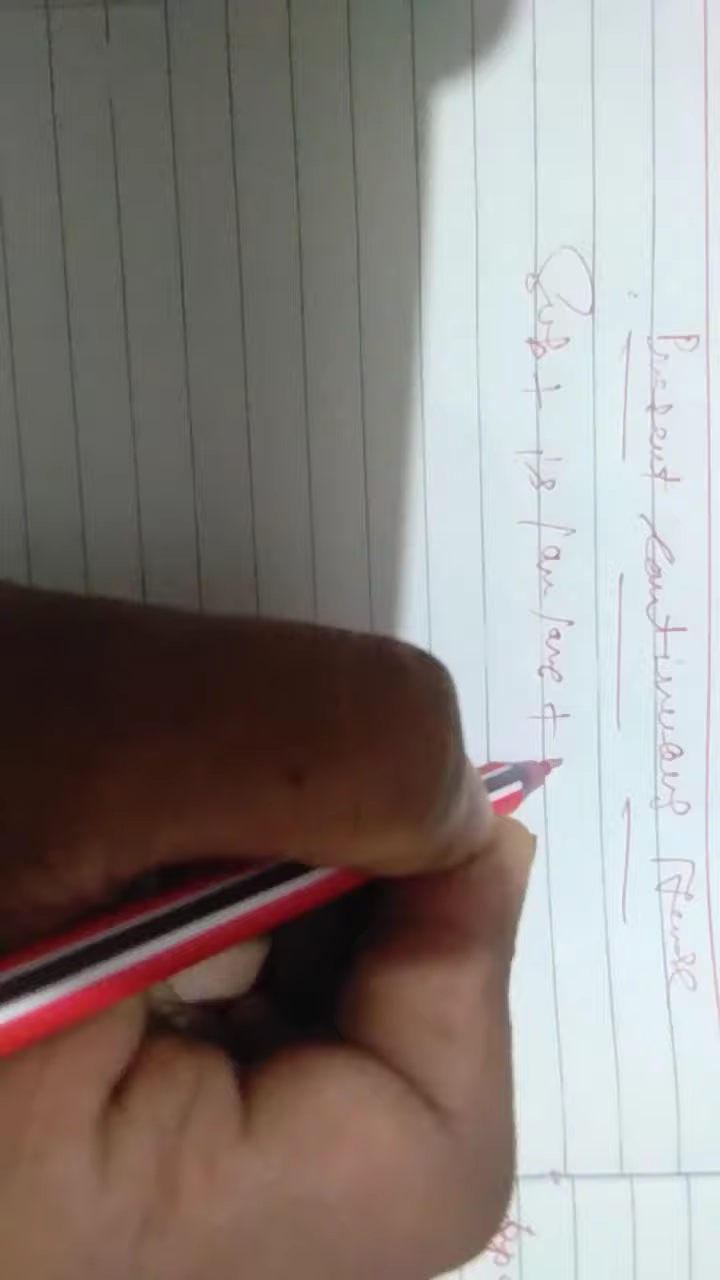 Present Continuous Tense
Sub + is / am / are +